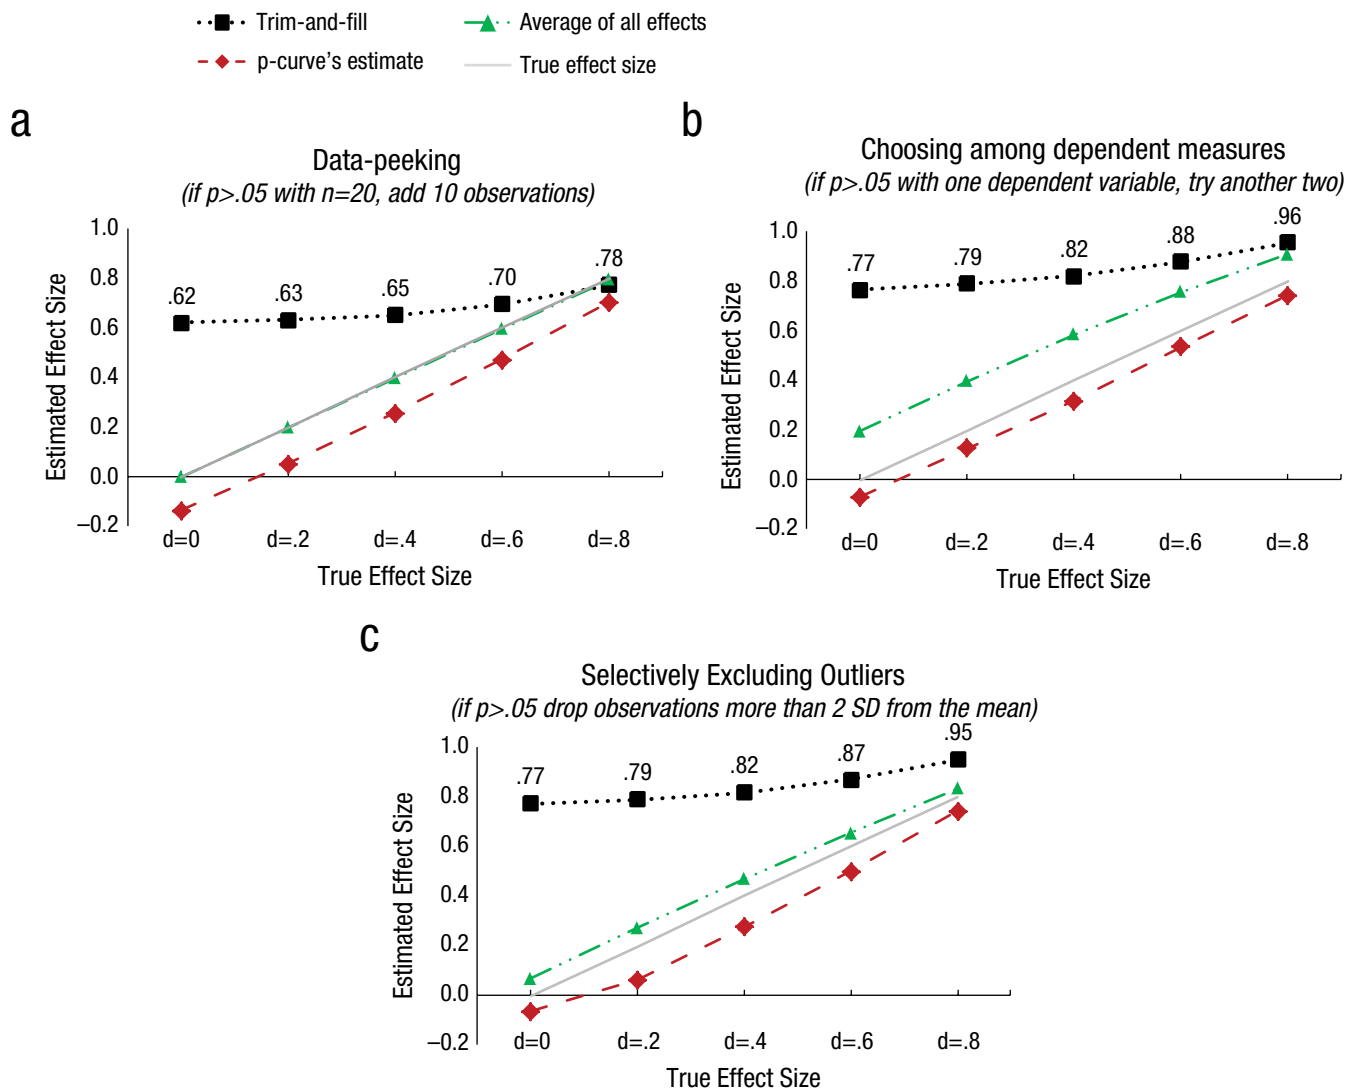 Trim-and-fill
Average of all effects
p-curve's estimate
True effect size
a
Data-peeking
(if p>.05 with n=20, add 10 observations)
1.0
0.8
0.6
0.4
0.2
0.0
–0.2
Estimated Effect Size
.62
.63
.65
.70
.78
d=0
d=.2
d=.4
d=.6
d=.8
True Effect Size
b
Choosing among dependent measures
(if p>.05 with one dependent variable, try another two)
1.0
0.8
0.6
0.4
0.2
0.0
–0.2
Estimated Effect Size
.77
.79
.82
.88
.96
d=0
d=.2
d=.4
d=.6
d=.8
True Effect Size
c
Selectively Excluding Outliers
(if p>.05 drop observations more than 2 SD from the mean)
1.0
0.8
0.6
0.4
0.2
0.0
–0.2
Estimated Effect Size
.77
.79
.82
.87
.95
d=0
d=.2
d=.4
d=.6
d=.8
True Effect Size